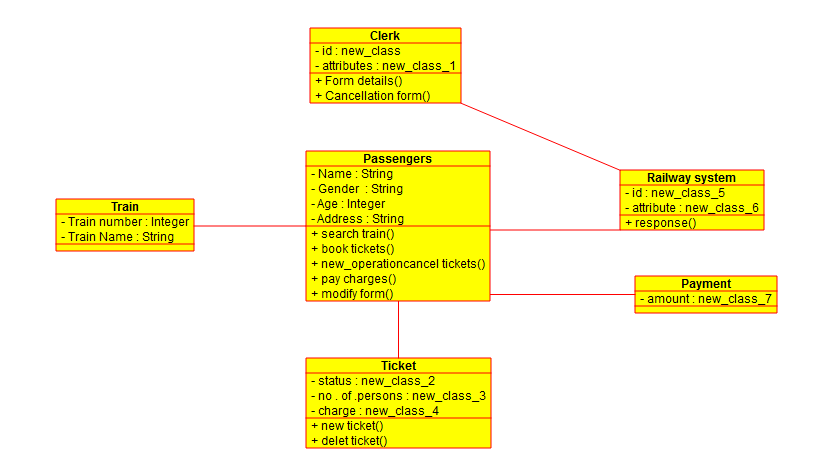 Clerk
- id : new_class
- attributes : new_class_1
+ Form details()
+ Cancellation form()
Passengers
- Name : String
- Gender  : String
- Age : Integer
- Address : String
+ search train()
+ book tickets()
+ new_operationcancel tickets()
+ pay charges()
+ modify form()
Railway system
- id : new_class_5
- attribute : new_class_6
+ response()
Train
- Train number : Integer
- Train Name : String
Payment
- amount : new_class_7
Ticket
- status : new_class_2
- no . of .persons : new_class_3
- charge : new_class_4
+ new ticket()
+ delet ticket()